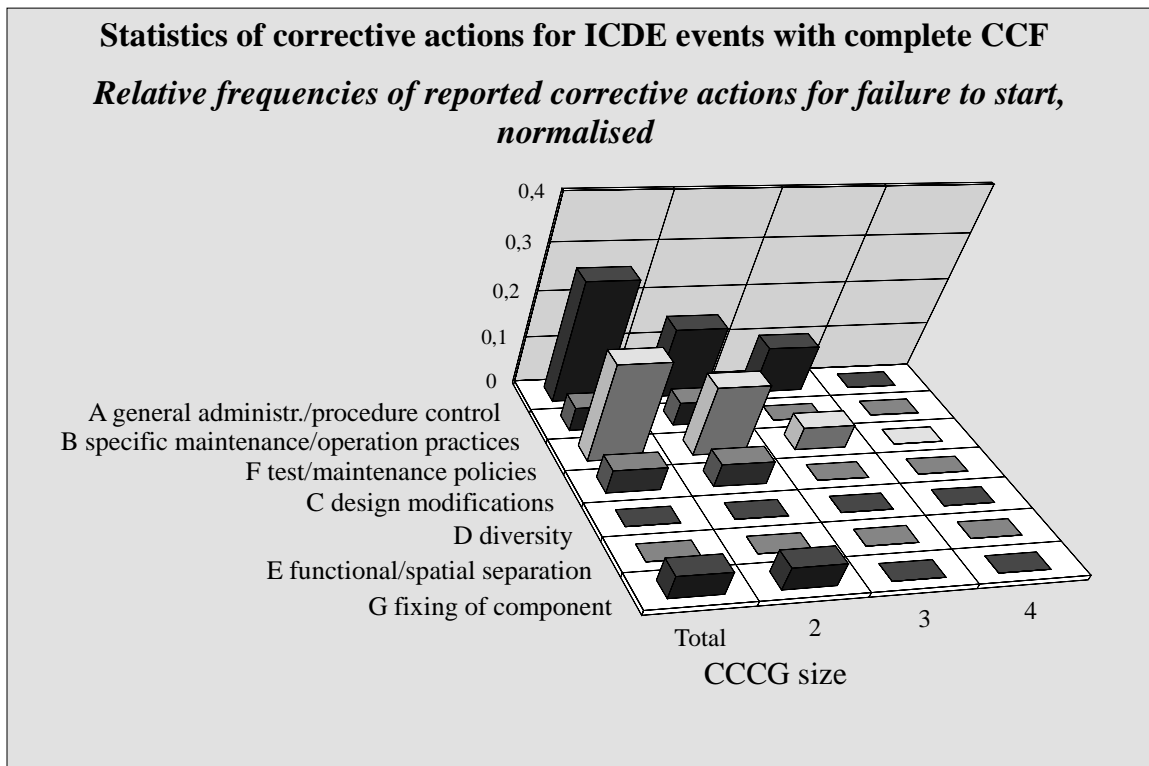 Statistics of corrective actions for ICDE events with complete CCF
Relative frequencies of reported corrective actions for failure to start,
normalised
0,4
0,3
0,2
0,1
0
A general administr./procedure control
B specific maintenance/operation practices
F test/maintenance policies
C design modifications
D diversity
E functional/spatial separation
G fixing of component
Total
2
3
4
CCCG size